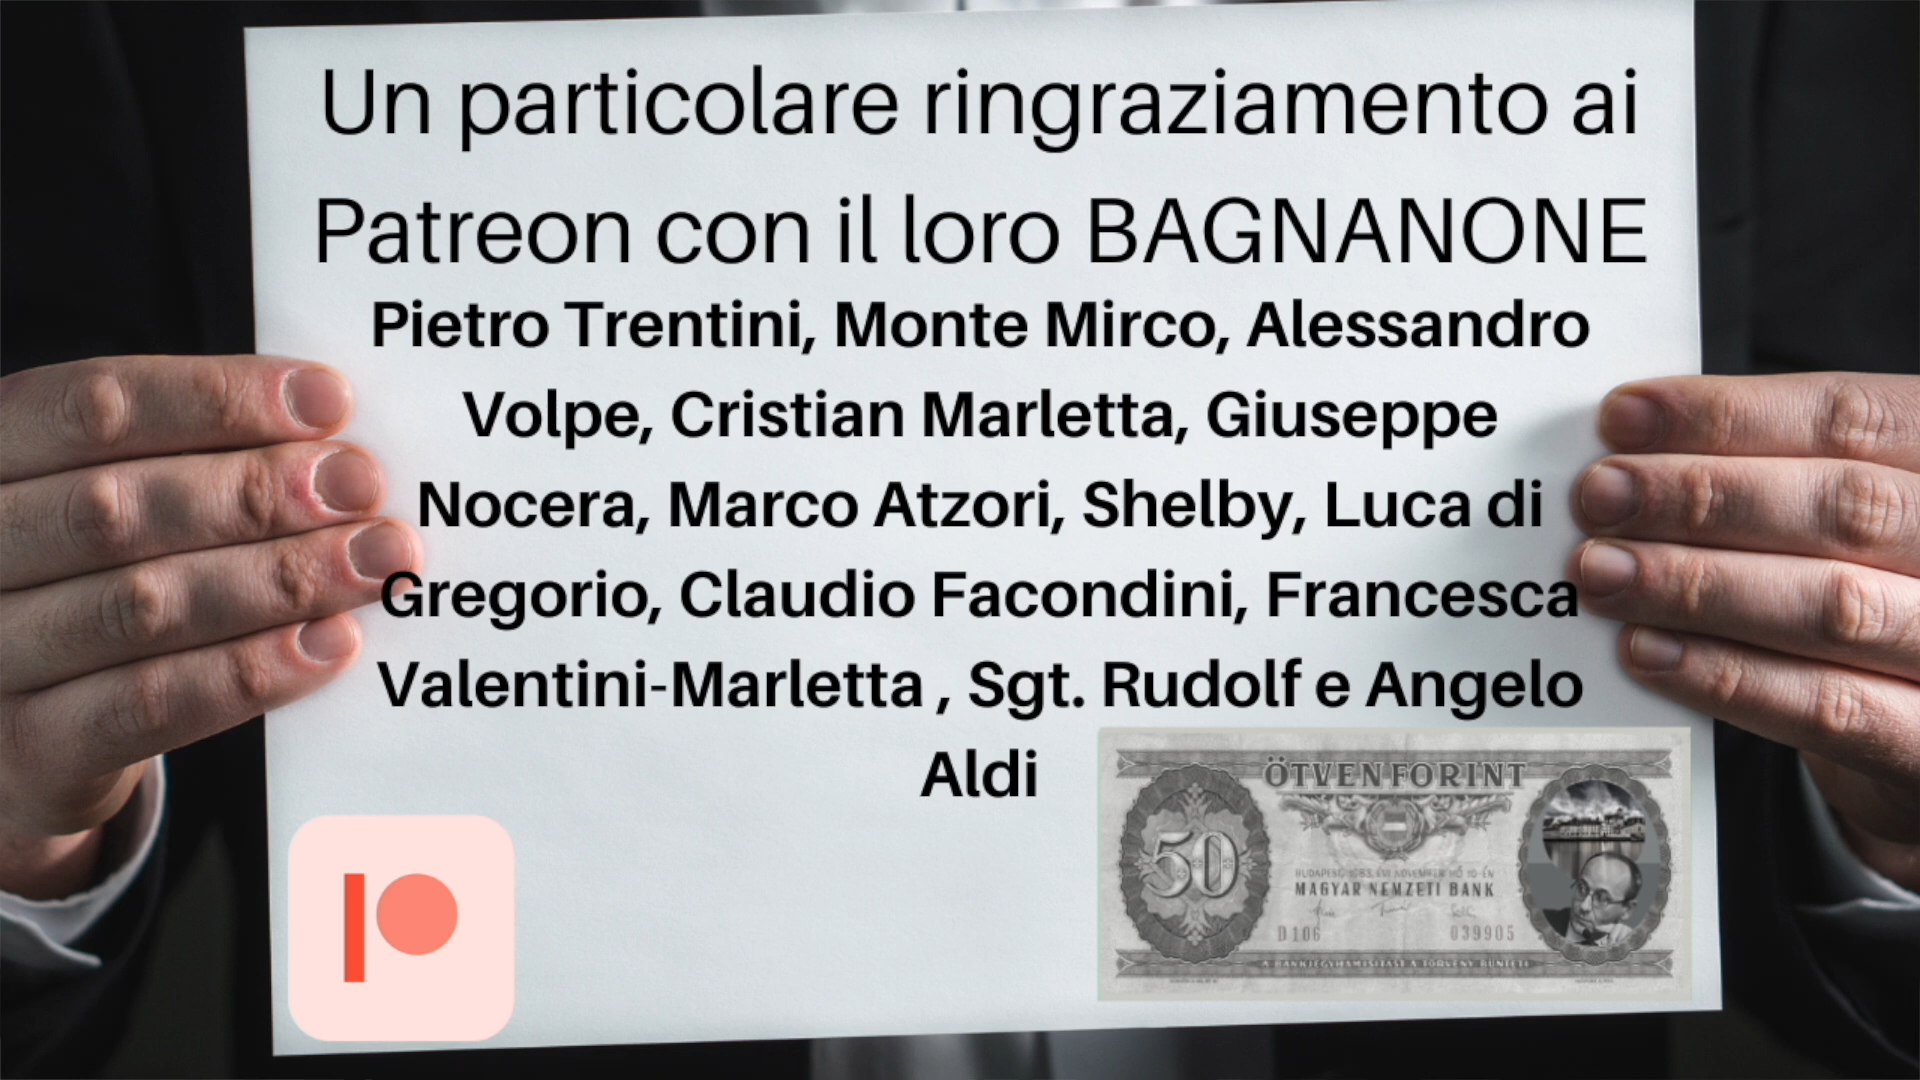 Un particolare ringraziamento ai
Patreon con il loro BAGNANONE
Pietro Trentini, Monte Mirco, Alessandro
Volpe, Cristian Marletta, Giuseppe
Nocera, Marco Atzori, Shelby, Luca di
Gregorio, Claudio Facondini, Francesca
Valentini-Marletta , Sgt. Rudolf e Angelo
Aldi
ÖTVEN FORINT
50
MAGYAR NEMZETI BANK
D 106
039905